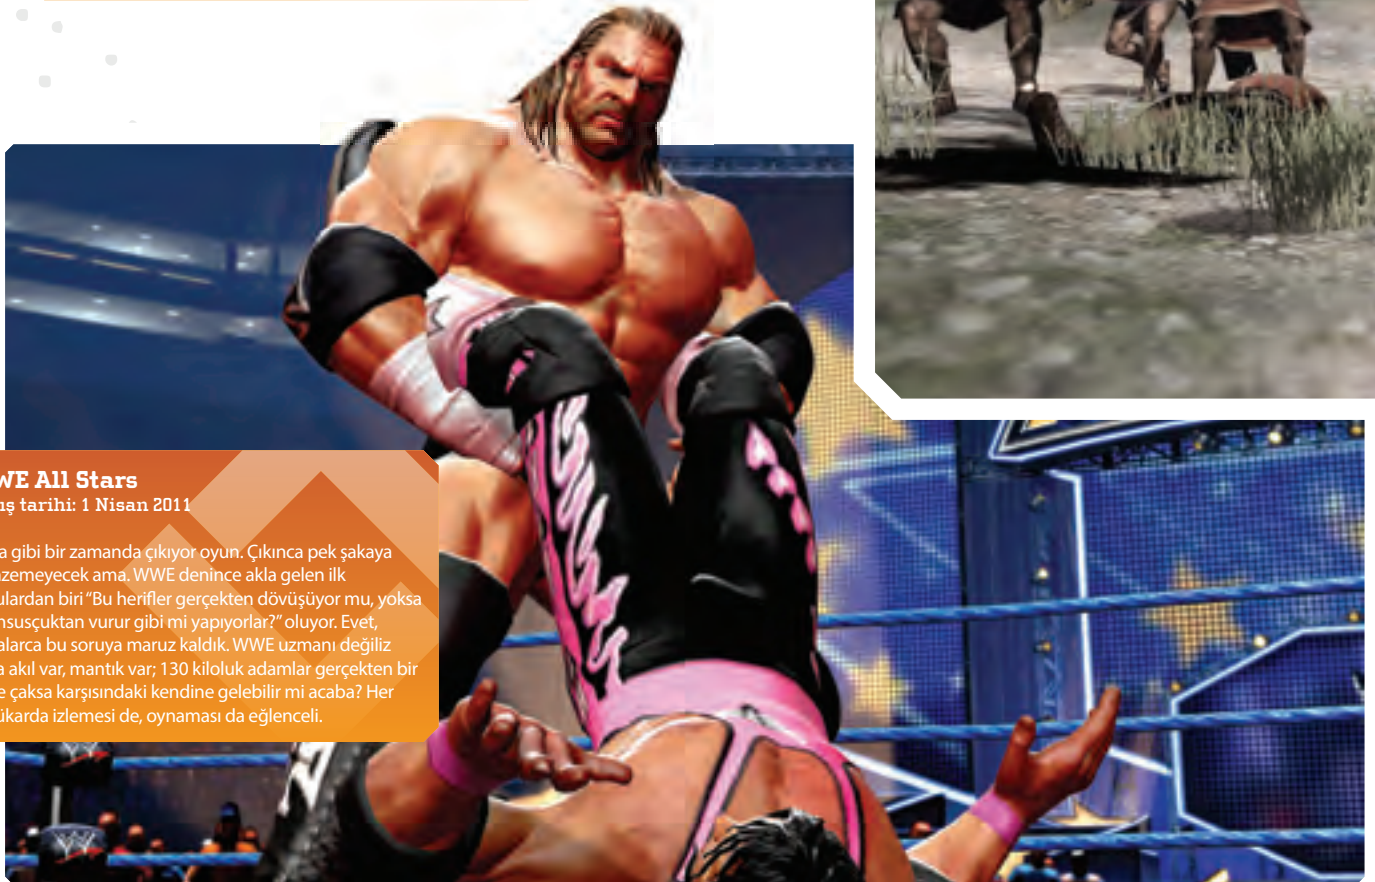 WE All Stars
ış tarihi: 1 Nisan 2011
a gibi bir zamanda çıkıyor oyun. Çıkınca pek şakaya
zemeyecek ama. WWE denince akla gelen ilk
ulardan biri “Bu herifler gerçekten dövüşüyor mu, yoksa
nsusçuktan vurur gibi mi yapıyorlar?” oluyor. Evet,
alarca bu soruya maruz kaldık. WWE uzmanı değiliz
a akıl var, mantık var; 130 kiloluk adamlar gerçekten bir
e çaksa karşısındaki kendine gelebilir mi acaba? Her
ükarda izlemesi de, oynaması da eğlenceli.